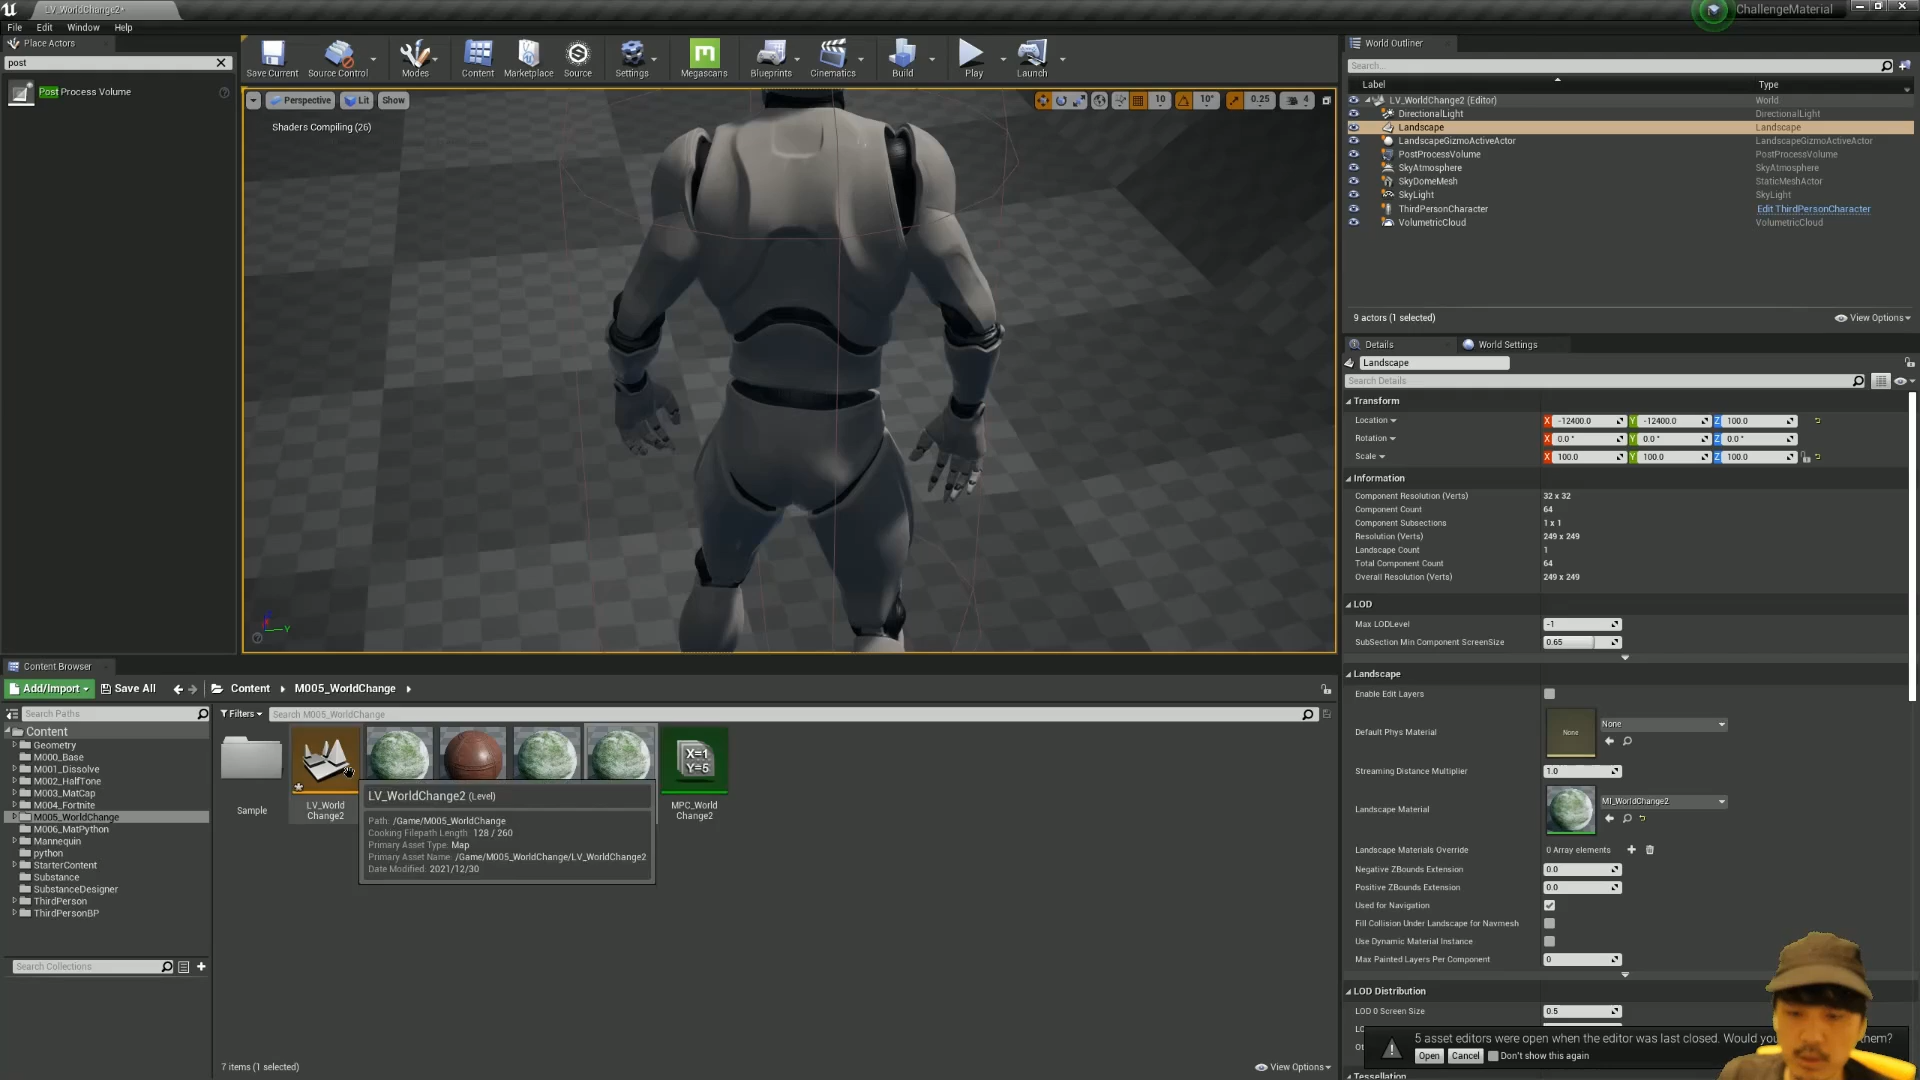 LV_WorldChange2*
ChallengeMaterial
File Edit Window Help
Place Actors
post
Post Process Volume
Save Current
Source Control
Modes
Content
Marketplace
Source
Settings
Megascans
Blueprints
Cinematics
Build
Play
Launch
Perspective
Lit
Show
10
10°
0.25
4
Shaders Compiling (26)
World Outliner
Search...
Label Type
LV_WorldChange2 (Editor) World
DirectionalLight DirectionalLight
Landscape Landscape
LandscapeGizmoActiveActor LandscapeGizmoActiveActor
PostProcessVolume PostProcessVolume
SkyAtmosphere SkyAtmosphere
SkyDomeMesh StaticMeshActor
SkyLight SkyLight
ThirdPersonCharacter Edit ThirdPersonCharacter
VolumetricCloud VolumetricCloud
9 actors (1 selected)
View Options
Details
World Settings
Landscape
Search Details
Transform
Location X -12400.0 Y -12400.0 Z 100.0
Rotation X 0.0 ° Y 0.0 ° Z 0.0 °
Scale X 100.0 Y 100.0 Z 100.0
Information
Component Resolution (Verts) 32 x 32
Component Count 64
Component Subsections 1 x 1
Resolution (Verts) 249 x 249
Landscape Count 1
Total Component Count 64
Overall Resolution (Verts) 249 x 249
LOD
Max LODLevel -1
SubSection Min Component ScreenSize 0.65
Landscape
Enable Edit Layers
Default Phys Material None None
Streaming Distance Multiplier 1.0
Landscape Material MI_WorldChange2
Landscape Materials Override 0 Array elements
Negative ZBounds Extension 0.0
Positive ZBounds Extension 0.0
Used for Navigation
Fill Collision Under Landscape for Navmesh
Use Dynamic Material Instance
Max Painted Layers Per Component 0
LOD Distribution
LOD 0 Screen Size 0.5
5 asset editors were open when the editor was last closed. Would you them?
Open Cancel Don't show this again
Tessellation
Content Browser
Add/Import
Save All
Content
M005_WorldChange
Search Paths
Filters
Search M005_WorldChange
Content
Geometry
M000_Base
M001_Dissolve
M002_HalfTone
M003_MatCap
M004_Fortnite
M005_WorldChange
M006_MatPython
Mannequin
python
StarterContent
Substance
SubstanceDesigner
ThirdPerson
ThirdPersonBP
Search Collections
Sample
LV_World
Change2
X=1
Y=5
MPC_World
Change2
LV_WorldChange2 (Level)
Path: /Game/M005_WorldChange
Cooking Filepath Length: 128 / 260
Primary Asset Type: Map
Primary Asset Name: /Game/M005_WorldChange/LV_WorldChange2
Date Modified: 2021/12/30
7 items (1 selected)
View Options